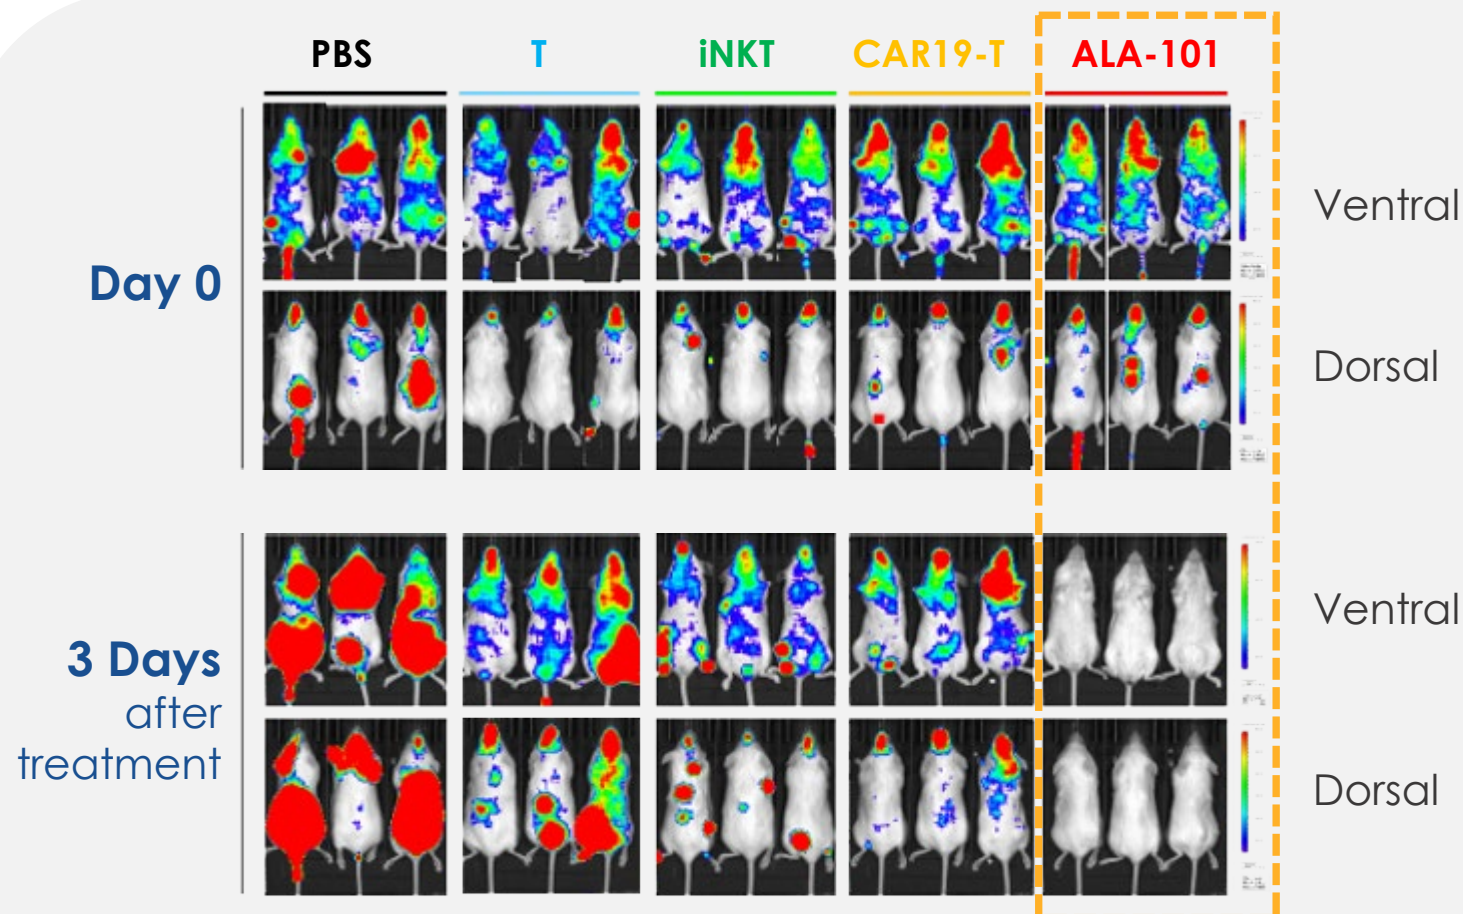 PBS T iNKT CAR19-T ALA-101
Day 0
Ventral
Dorsal
3 Days
after
treatment
Ventral
Dorsal